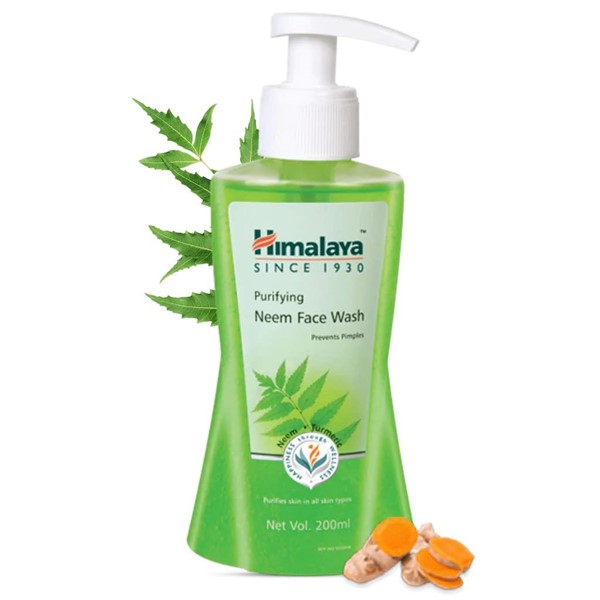 Himalaya™
SINCE 1930
Purifying
Neem Face Wash
Prevents Pimples
Neem • Turmeric
HAPPINESS through WELLNESS
Purifies skin in all skin types
Net Vol. 200ml